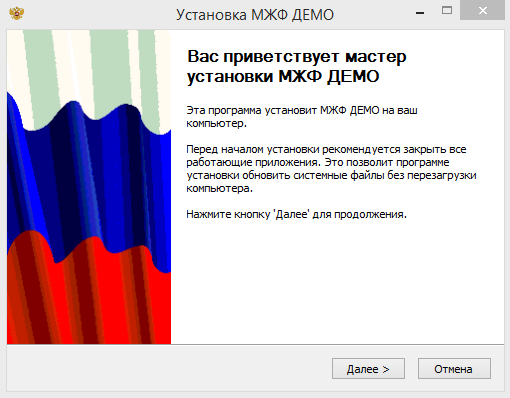 Установка МЖФ ДЕМО
Вас приветствует мастер
установки МЖФ ДЕМО
Эта программа установит МЖФ ДЕМО на ваш
компьютер.
Перед началом установки рекомендуется закрыть все
работающие приложения. Это позволит программе
установки обновить системные файлы без перезагрузки
компьютера.
Нажмите кнопку 'Далее' для продолжения.
Далее >
Отмена